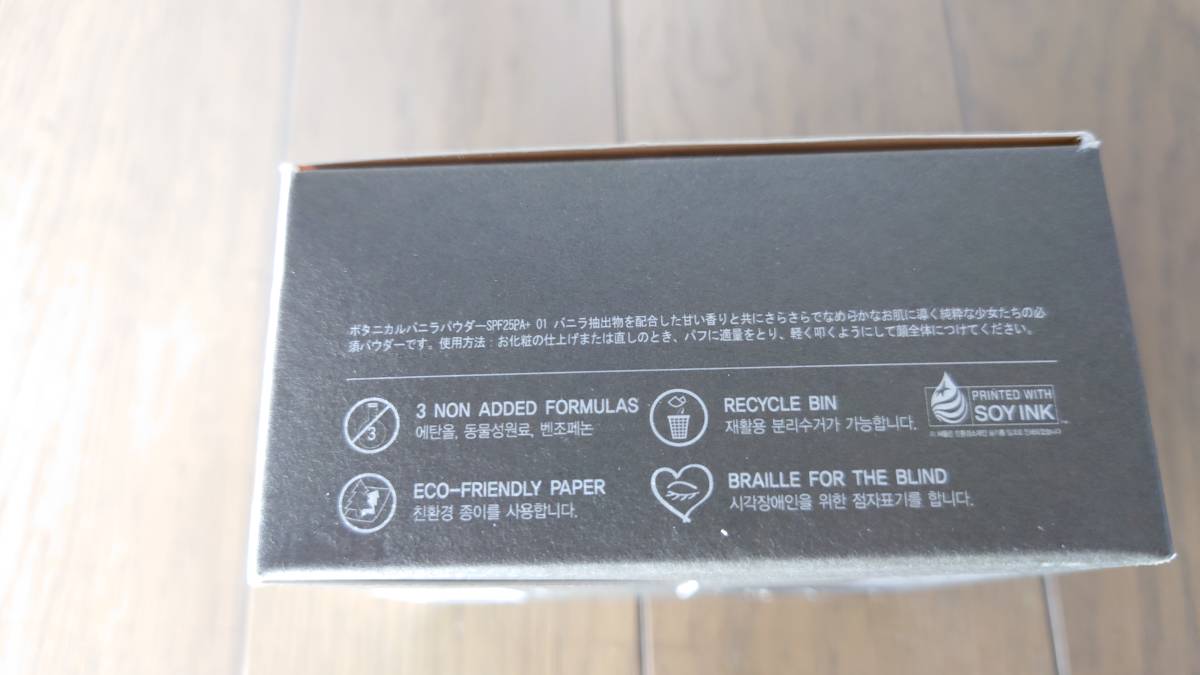 ボタニカルバニラパウダーSPF25PA+ 01 バニラ抽出物を配合した甘い香りと共にさらさらでなめらかなお肌に導く純粋な少女たちの必
須パウダーです。使用方法：お化粧の仕上げまたは直しのとき、パフに適量をとり、軽く叩くようにして顔全体につけてください。
3 NON ADDED FORMULAS
에탄올, 동물성원료, 벤조페논
3
RECYCLE BIN
재활용 분리수거가 가능합니다.
PRINTED WITH
SOY INK
TM
ECO-FRIENDLY PAPER
친환경 종이를 사용합니다.
BRAILLE FOR THE BLIND
시각장애인을 위한 점자표기를 합니다.